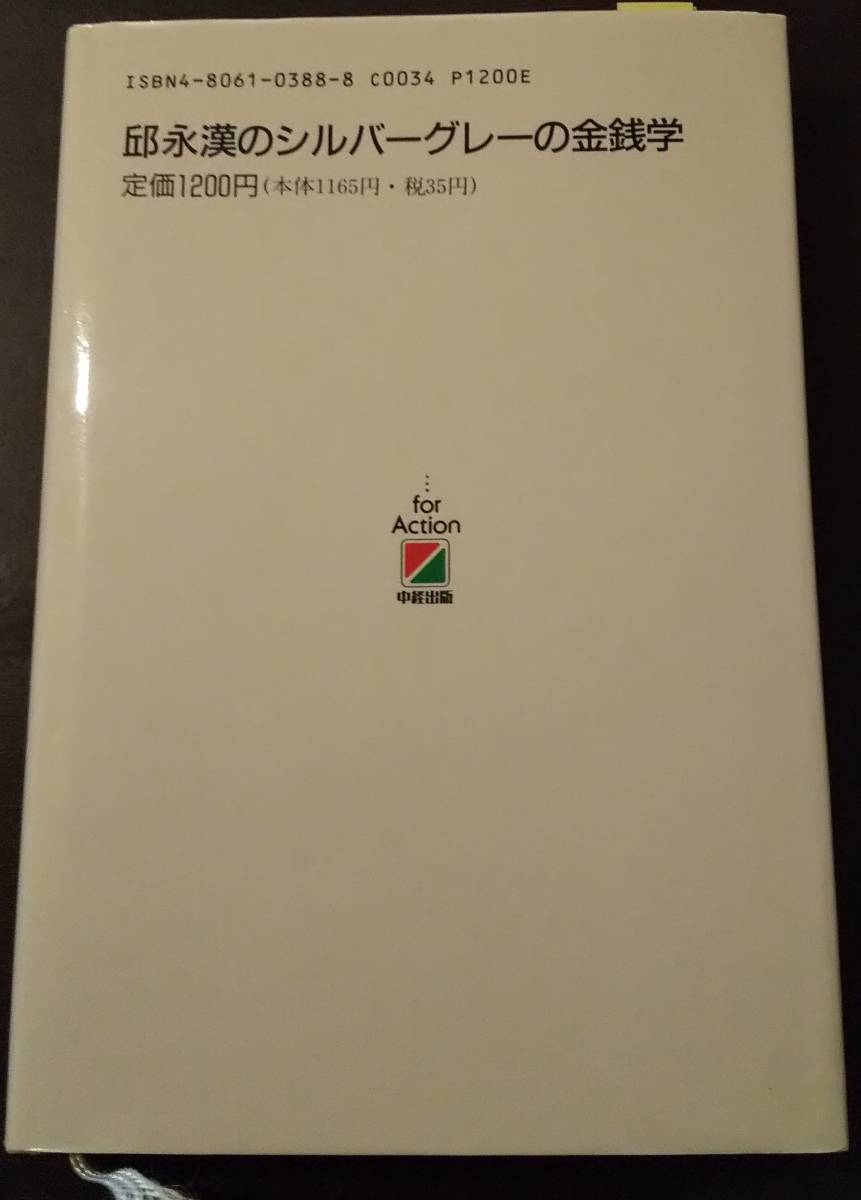 ISBN4-8061-0388-8 C0034 P1200E
邱永漢のシルバーグレーの金銭学
定価1200円(本体1165円・税35円)
…for
Action
中経出版